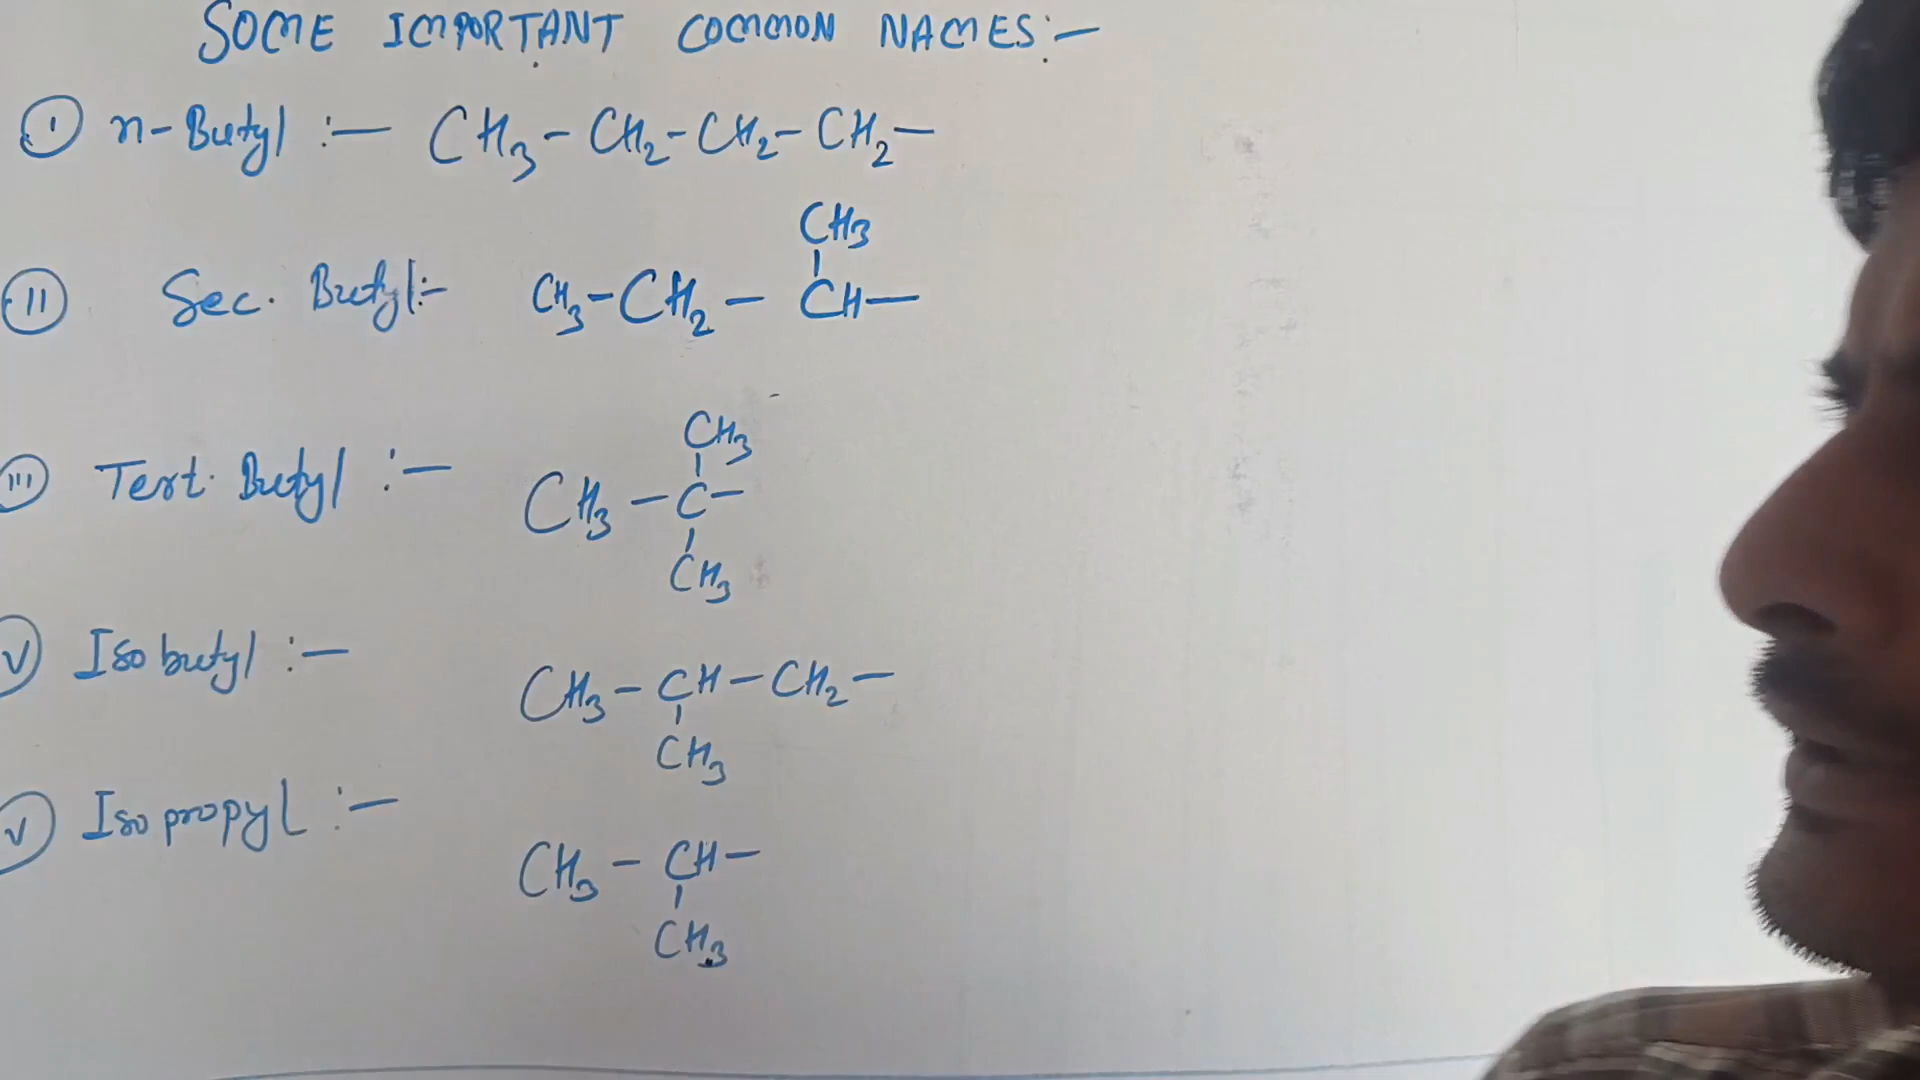 SOME IMPORTANT COMMON NAMES:-
(I) n-Butyl :- CH3-CH2-CH2-CH2-
CH3
(II) Sec. Butyl:- CH3-CH2-CH-
CH3
(III) Tert. Butyl :- CH3-C-
CH3
V) Isobutyl :- CH3-CH-CH2-
CH3
V) Isopropyl :- CH3-CH-
CH3